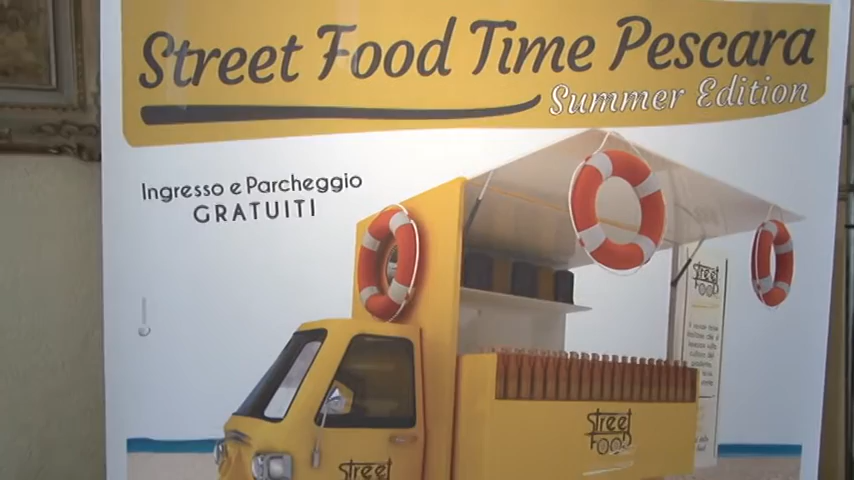 Street Food Time Pescara
Summer Edition
Ingresso e Parcheggio
GRATUITI
Street
FOOD
Street
FOOD
Street